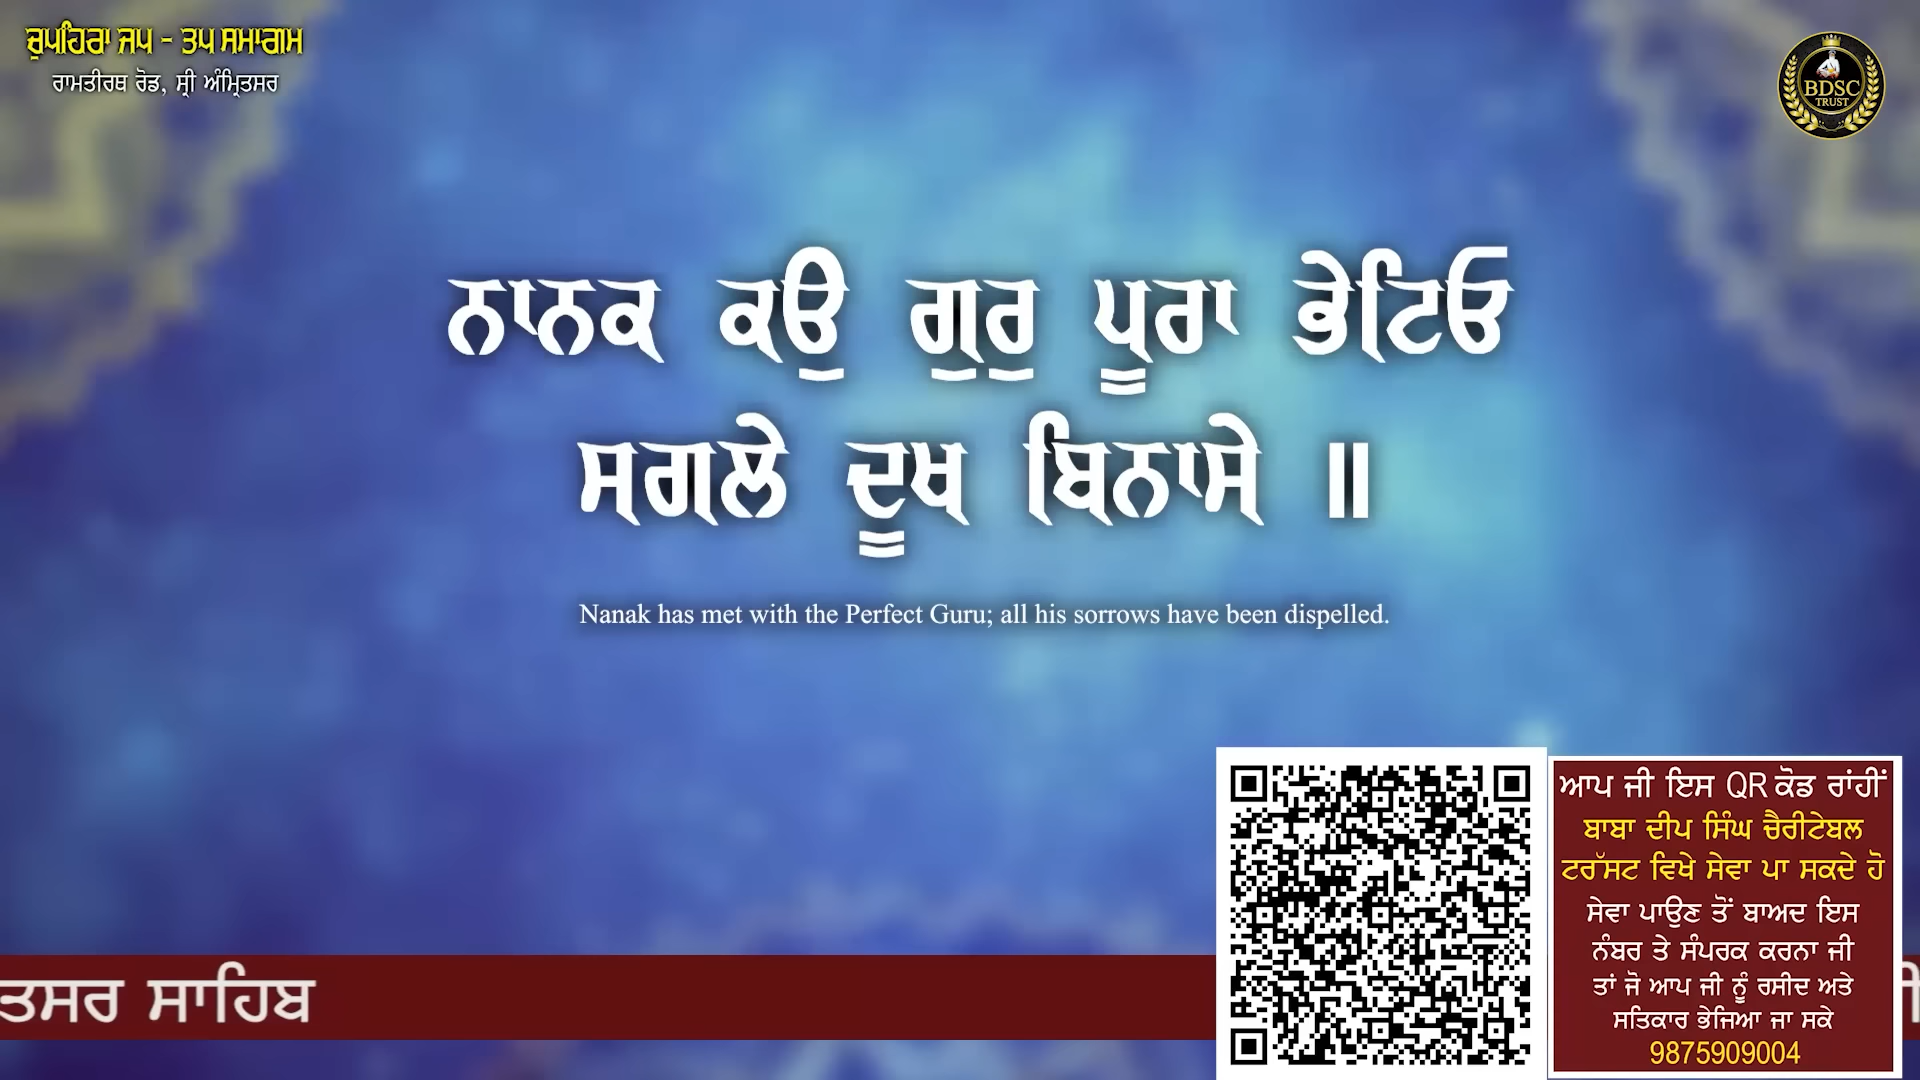 ਚੁਪਹਿਰਾ ਜਪ - ਤਪ ਸਮਾਗਮ
ਰਾਮਤੀਰਥ ਰੋਡ, ਸ੍ਰੀ ਅੰਮ੍ਰਿਤਸਰ
BDSC
TRUST
ਨਾਨਕ ਕਉ ਗੁਰੁ ਪੂਰਾ ਭੇਟਿਓ
ਸਗਲੇ ਦੂਖ ਬਿਨਾਸੇ ॥
Nanak has met with the Perfect Guru; all his sorrows have been dispelled.
ਆਪ ਜੀ ਇਸ QR ਕੋਡ ਰਾਂਹੀਂ
ਬਾਬਾ ਦੀਪ ਸਿੰਘ ਚੈਰੀਟੇਬਲ
ਟਰੱਸਟ ਵਿਖੇ ਸੇਵਾ ਪਾ ਸਕਦੇ ਹੋ
ਸੇਵਾ ਪਾਉਣ ਤੋਂ ਬਾਅਦ ਇਸ
ਨੰਬਰ ਤੇ ਸੰਪਰਕ ਕਰਨਾ ਜੀ
ਤਾਂ ਜੋ ਆਪ ਜੀ ਨੂੰ ਰਸੀਦ ਅਤੇ
ਸਤਿਕਾਰ ਭੇਜਿਆ ਜਾ ਸਕੇ
9875909004
ਤਸਰ ਸਾਹਿਬ